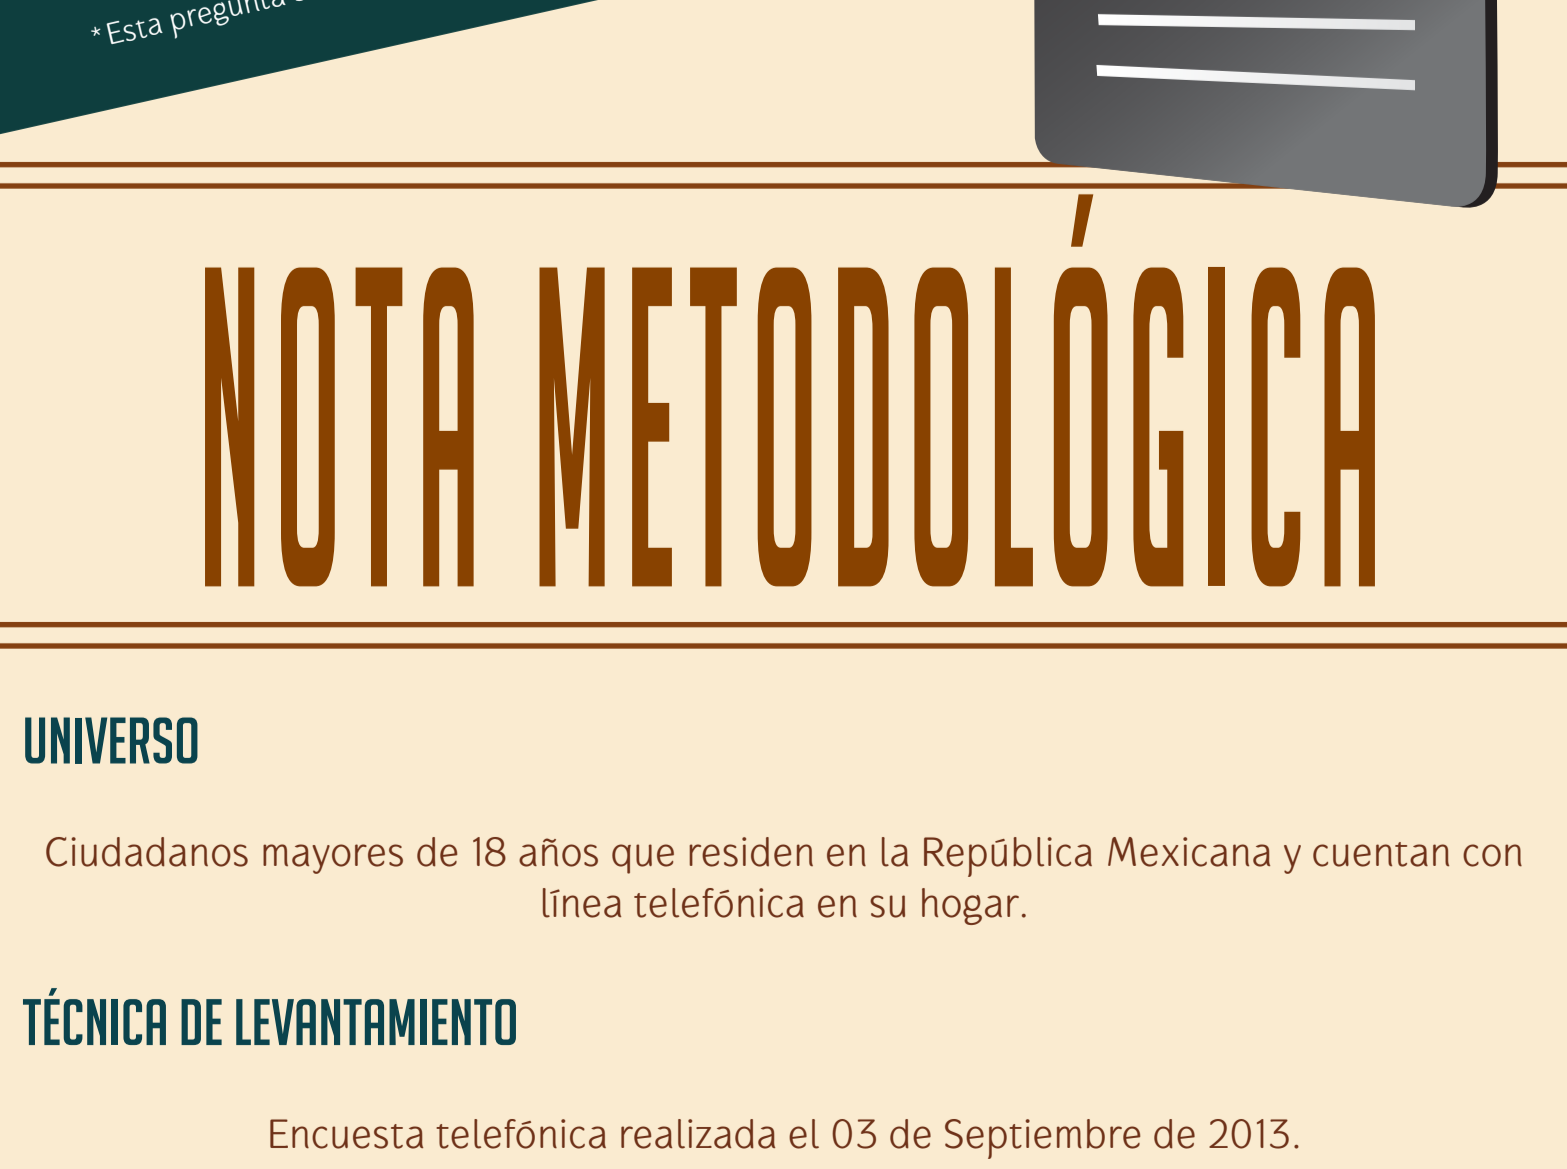 *Esta pregunta
NOTA METODOLÓGICA
UNIVERSO
Ciudadanos mayores de 18 años que residen en la República Mexicana y cuentan con
línea telefónica en su hogar.
TÉCNICA DE LEVANTAMIENTO
Encuesta telefónica realizada el 03 de Septiembre de 2013.